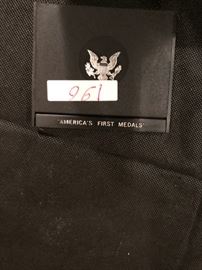 961
"AMERICA'S FIRST MEDALS"